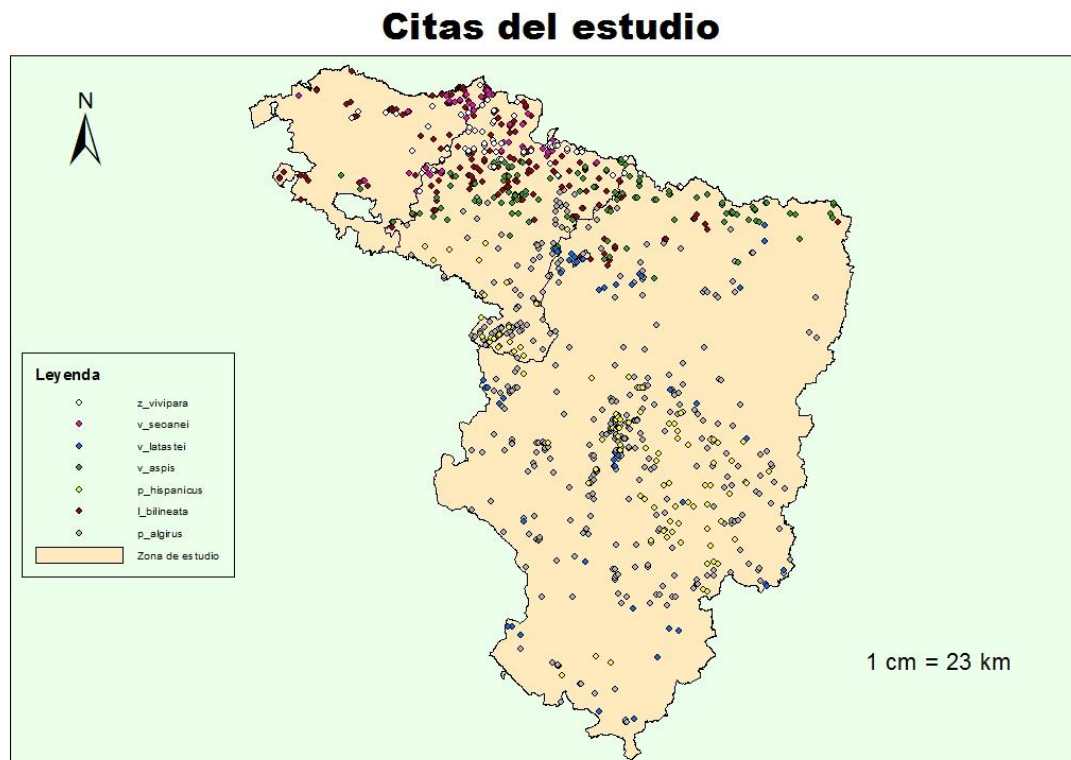 Citas del estudio
N
Leyenda
z_vivipara
v_seoanei
v_latastei
v_aspis
p_hispanicus
l_bilineata
p_algirus
Zona de estudio
1 cm = 23 km